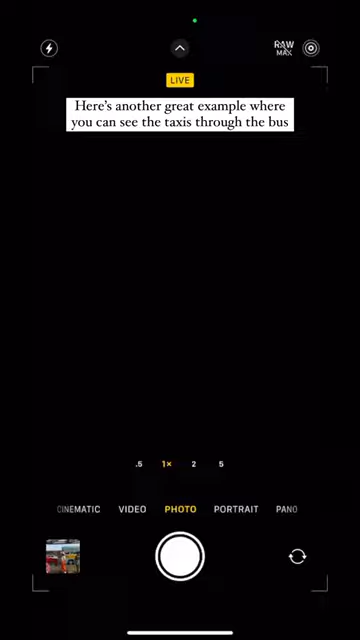 RAW
MAX
LIVE
Here's another great example where
you can see the taxis through the bus
.5 1× 2 5
CINEMATIC VIDEO PHOTO PORTRAIT PANO